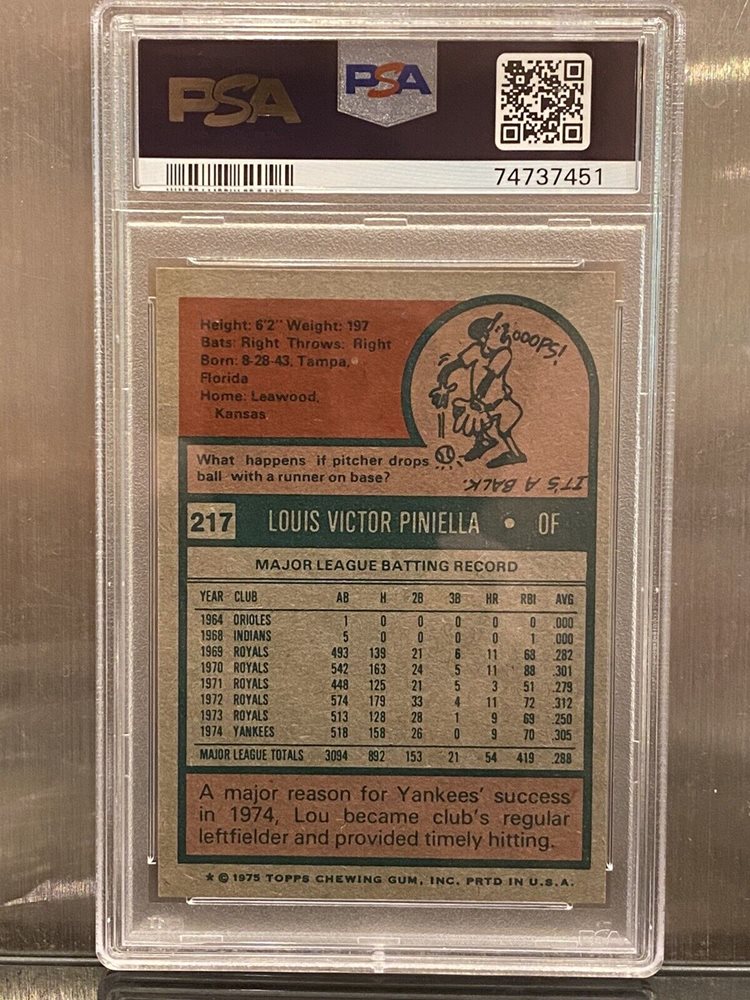 PSA PSA
74737451
Height: 6'2" Weight: 197
Bats: Right Throws: Right
Born: 8-28-43, Tampa,
Florida
Home: Leawood,
Kansas
OOOPS!
What happens if pitcher drops
ball with a runner on base?
IT'S A BALK.
217 LOUIS VICTOR PINIELLA • OF
MAJOR LEAGUE BATTING RECORD
YEAR CLUB AB H 2B 3B HR RBI AVG
1964 ORIOLES 1 0 0 0 0 0 .000
1968 INDIANS 5 0 0 0 0 1 .000
1969 ROYALS 493 139 21 6 11 68 .282
1970 ROYALS 542 163 24 5 11 88 .301
1971 ROYALS 448 125 21 5 3 51 .279
1972 ROYALS 574 179 33 4 11 72 .312
1973 ROYALS 513 128 28 1 9 69 .250
1974 YANKEES 518 158 26 0 9 70 .305
MAJOR LEAGUE TOTALS 3094 892 153 21 54 419 .288
A major reason for Yankees' success
in 1974, Lou became club's regular
leftfielder and provided timely hitting.
* © 1975 TOPPS CHEWING GUM, INC. PRTD IN U.S.A.
PSA